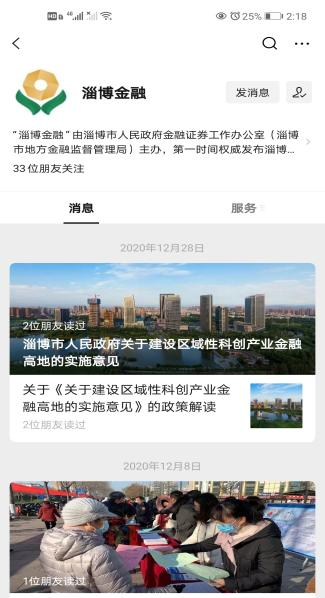 HD 4G 25% 2:18
淄博金融
发消息
“淄博金融”由淄博市人民政府金融证券工作办公室（淄博
市地方金融监督管理局）主办，第一时间权威发布淄博...
33位朋友关注
消息 服务
2020年12月28日
2位朋友读过
淄博市人民政府关于建设区域性科创产业金融
高地的实施意见
关于《关于建设区域性科创产业金
融高地的实施意见》的政策解读
2位朋友读过
2020年12月8日
1位朋友读过